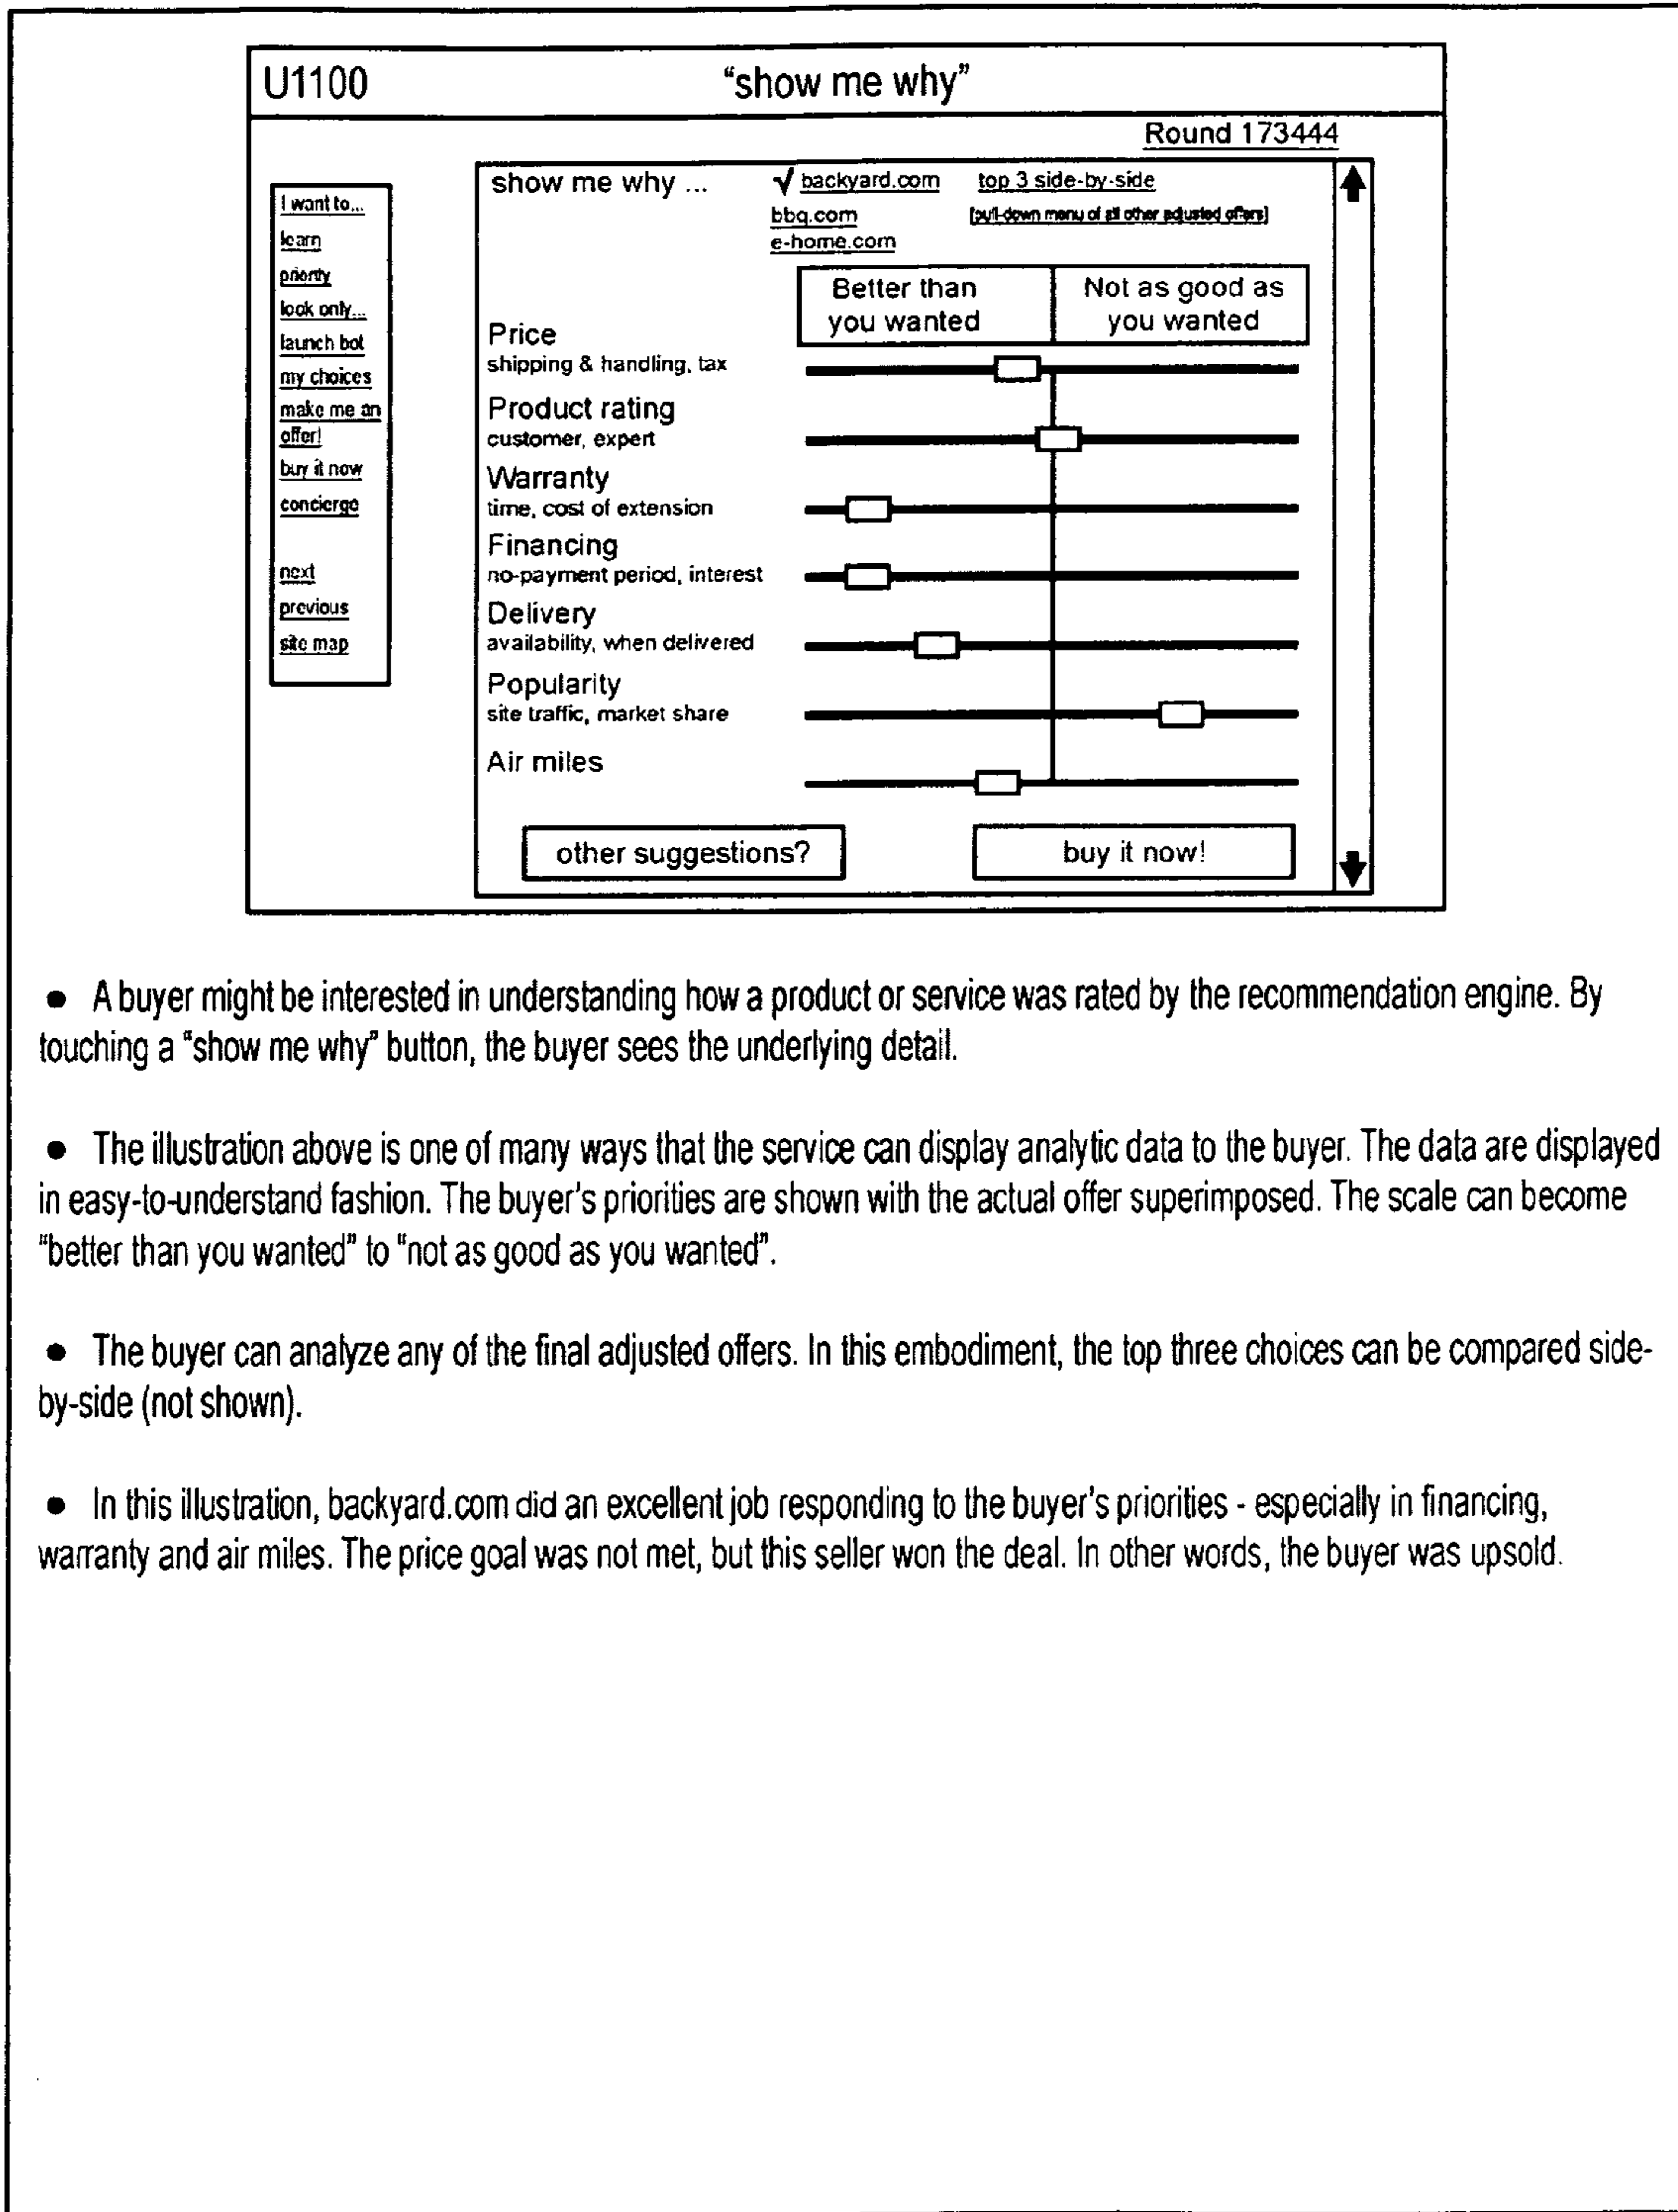 U1100
“show me why”
Round 173444
I want to...
learn
priority
look only...
launch bot
my choices
make me an
offer!
buy it now
concierge
next
previous
site map
show me why ...
√ backyard.com
top 3 side-by-side
bbq.com
[pull-down menu of all other adjusted offers]
e-home.com
Better than
you wanted
Not as good as
you wanted
Price
shipping & handling, tax
Product rating
customer, expert
Warranty
time, cost of extension
Financing
no-payment period, interest
Delivery
availability, when delivered
Popularity
site traffic, market share
Air miles
other suggestions?
buy it now!
● A buyer might be interested in understanding how a product or service was rated by the recommendation engine. By
touching a “show me why” button, the buyer sees the underlying detail.
● The illustration above is one of many ways that the service can display analytic data to the buyer. The data are displayed
in easy-to-understand fashion. The buyer's priorities are shown with the actual offer superimposed. The scale can become
“better than you wanted” to “not as good as you wanted”.
● The buyer can analyze any of the final adjusted offers. In this embodiment, the top three choices can be compared side-
by-side (not shown).
● In this illustration, backyard.com did an excellent job responding to the buyer's priorities - especially in financing,
warranty and air miles. The price goal was not met, but this seller won the deal. In other words, the buyer was upsold.